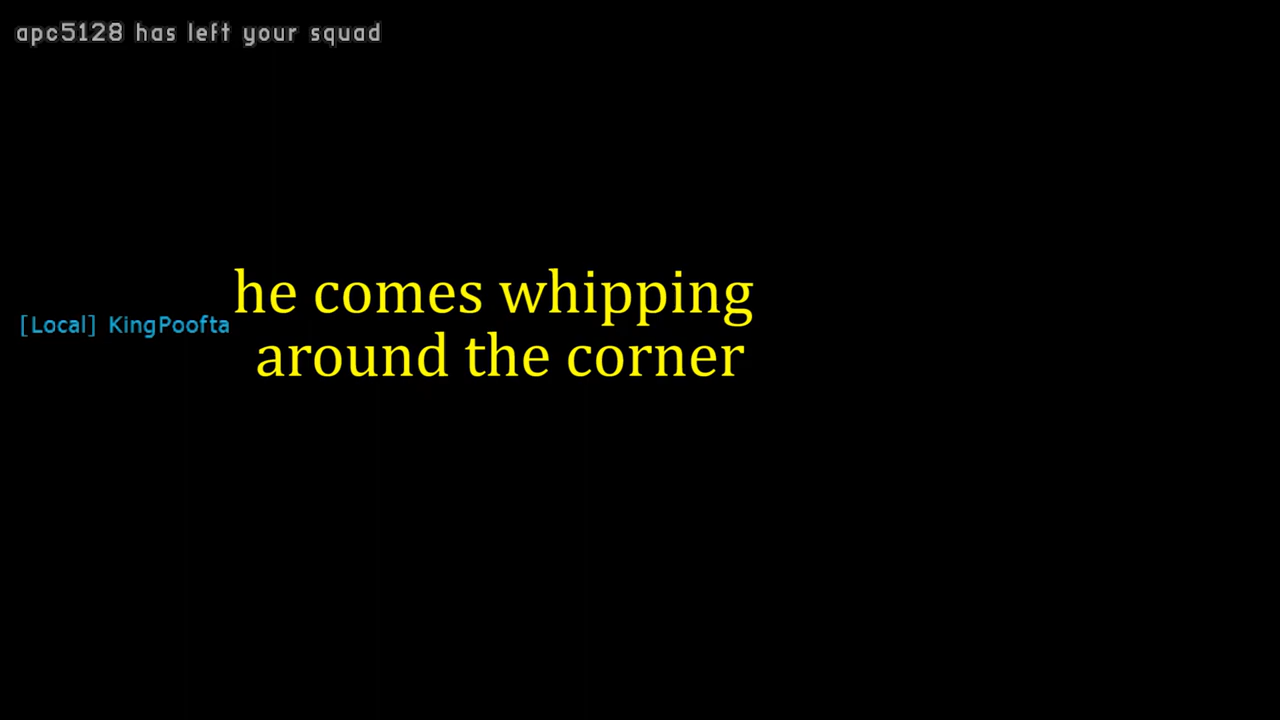 apc5128 has left your squad
he comes whipping
[Local] KingPoofta
around the corner